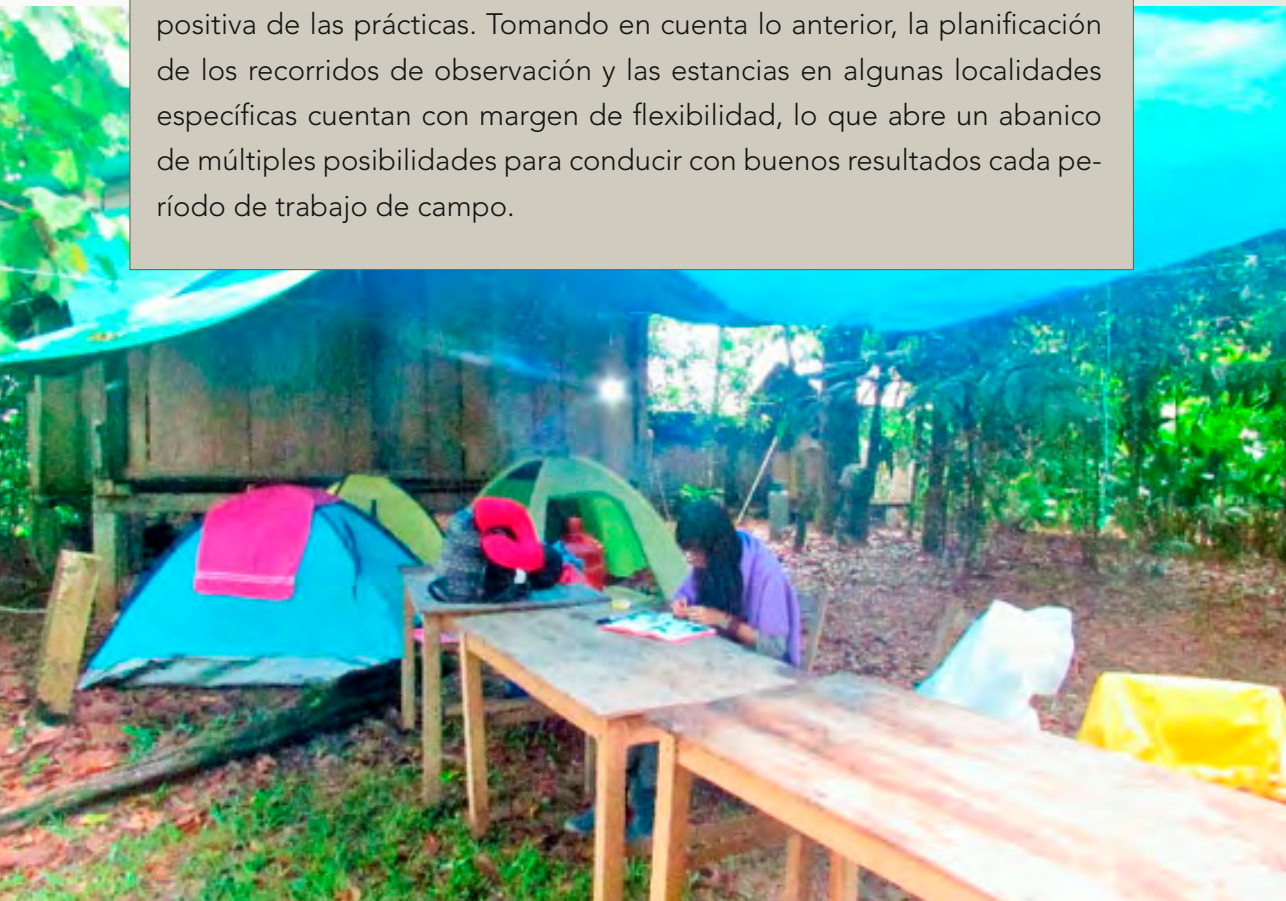 positiva de las prácticas. Tomando en cuenta lo anterior, la planificación
de los recorridos de observación y las estancias en algunas localidades
específicas cuentan con margen de flexibilidad, lo que abre un abanico
de múltiples posibilidades para conducir con buenos resultados cada pe-
ríodo de trabajo de campo.